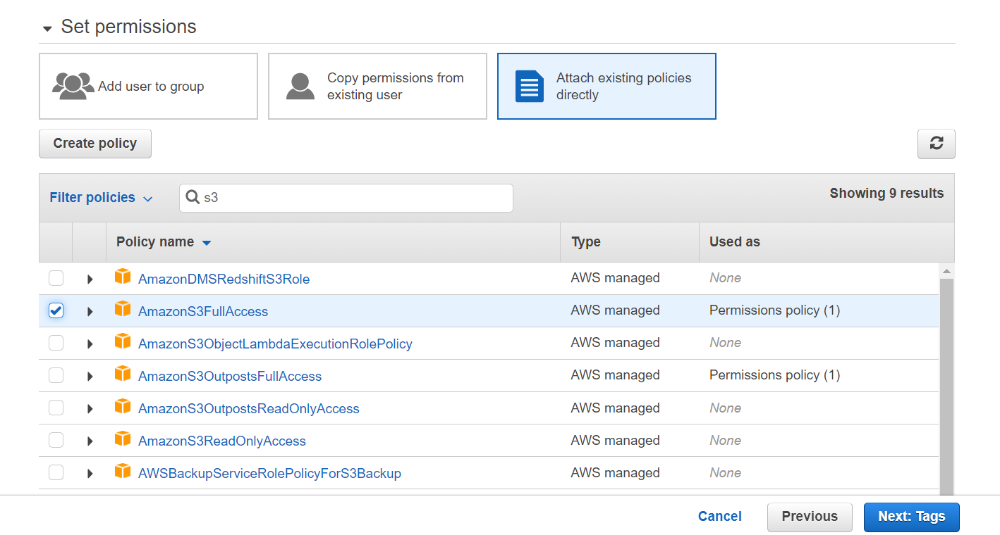 Set permissions
Add user to group
Copy permissions from
existing user
Attach existing policies
directly
Create policy
Filter policies
s3
Showing 9 results
Policy name Type Used as
AmazonDMSRedshiftS3Role AWS managed None
AmazonS3FullAccess AWS managed Permissions policy (1)
AmazonS3ObjectLambdaExecutionRolePolicy AWS managed None
AmazonS3OutpostsFullAccess AWS managed Permissions policy (1)
AmazonS3OutpostsReadOnlyAccess AWS managed None
AmazonS3ReadOnlyAccess AWS managed None
AWSBackupServiceRolePolicyForS3Backup AWS managed None
Cancel Previous Next: Tags